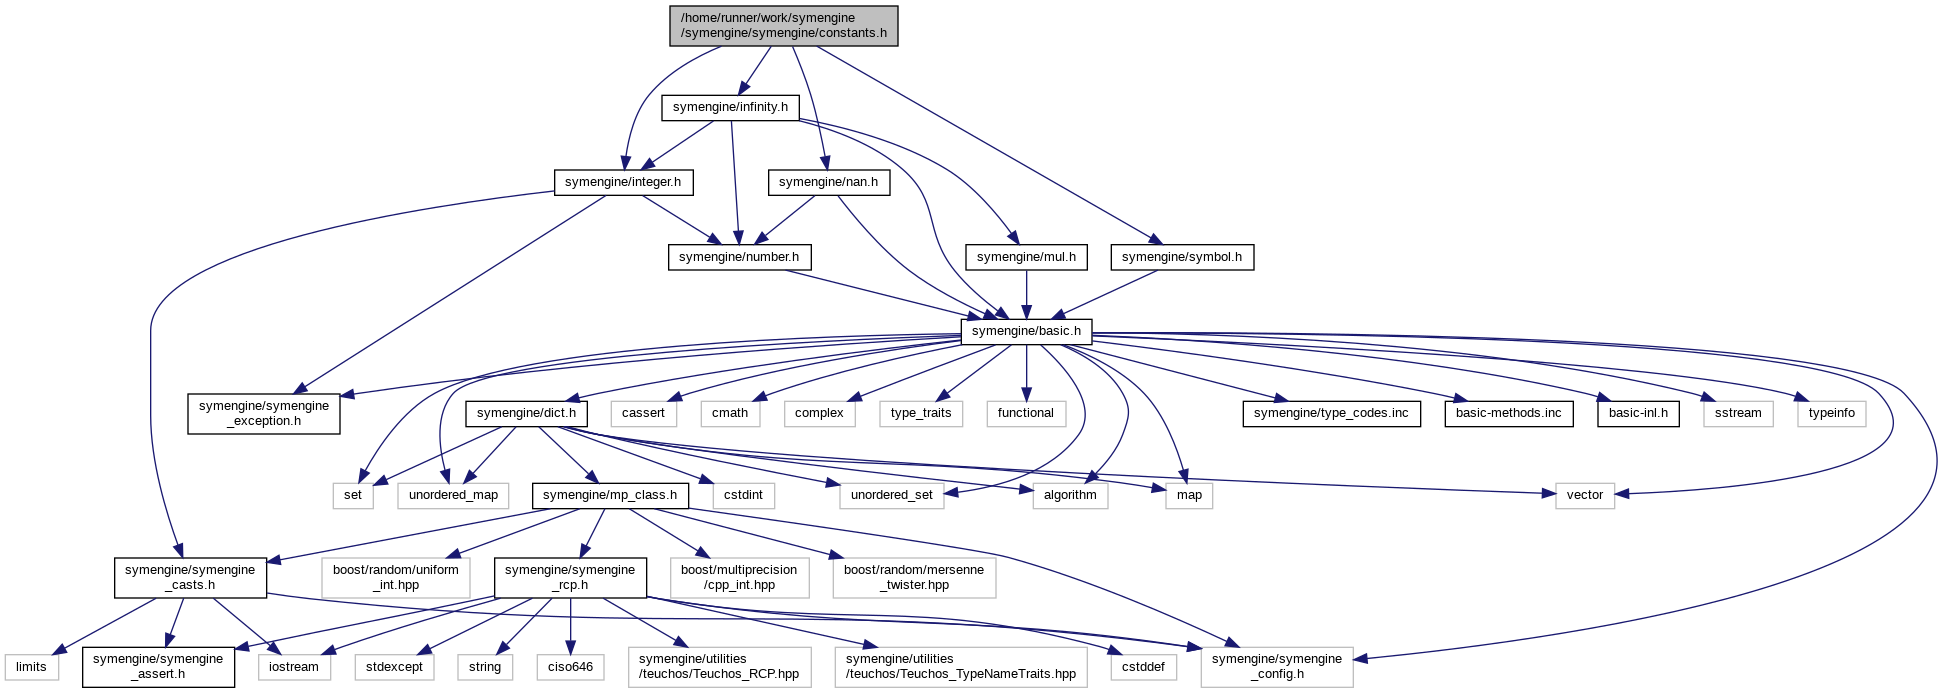 /home/runner/work/symengine
/symengine/symengine/constants.h
symengine/infinity.h
symengine/integer.h
symengine/nan.h
symengine/number.h
symengine/mul.h
symengine/symbol.h
symengine/basic.h
symengine/symengine
_exception.h
symengine/dict.h
cassert
cmath
complex
type_traits
functional
symengine/type_codes.inc
basic-methods.inc
basic-inl.h
sstream
typeinfo
set
unordered_map
symengine/mp_class.h
cstdint
unordered_set
algorithm
map
vector
symengine/symengine
_casts.h
boost/random/uniform
_int.hpp
symengine/symengine
_rcp.h
boost/multiprecision
/cpp_int.hpp
boost/random/mersenne
_twister.hpp
limits
symengine/symengine
_assert.h
iostream
stdexcept
string
ciso646
symengine/utilities
/teuchos/Teuchos_RCP.hpp
symengine/utilities
/teuchos/Teuchos_TypeNameTraits.hpp
cstddef
symengine/symengine
_config.h